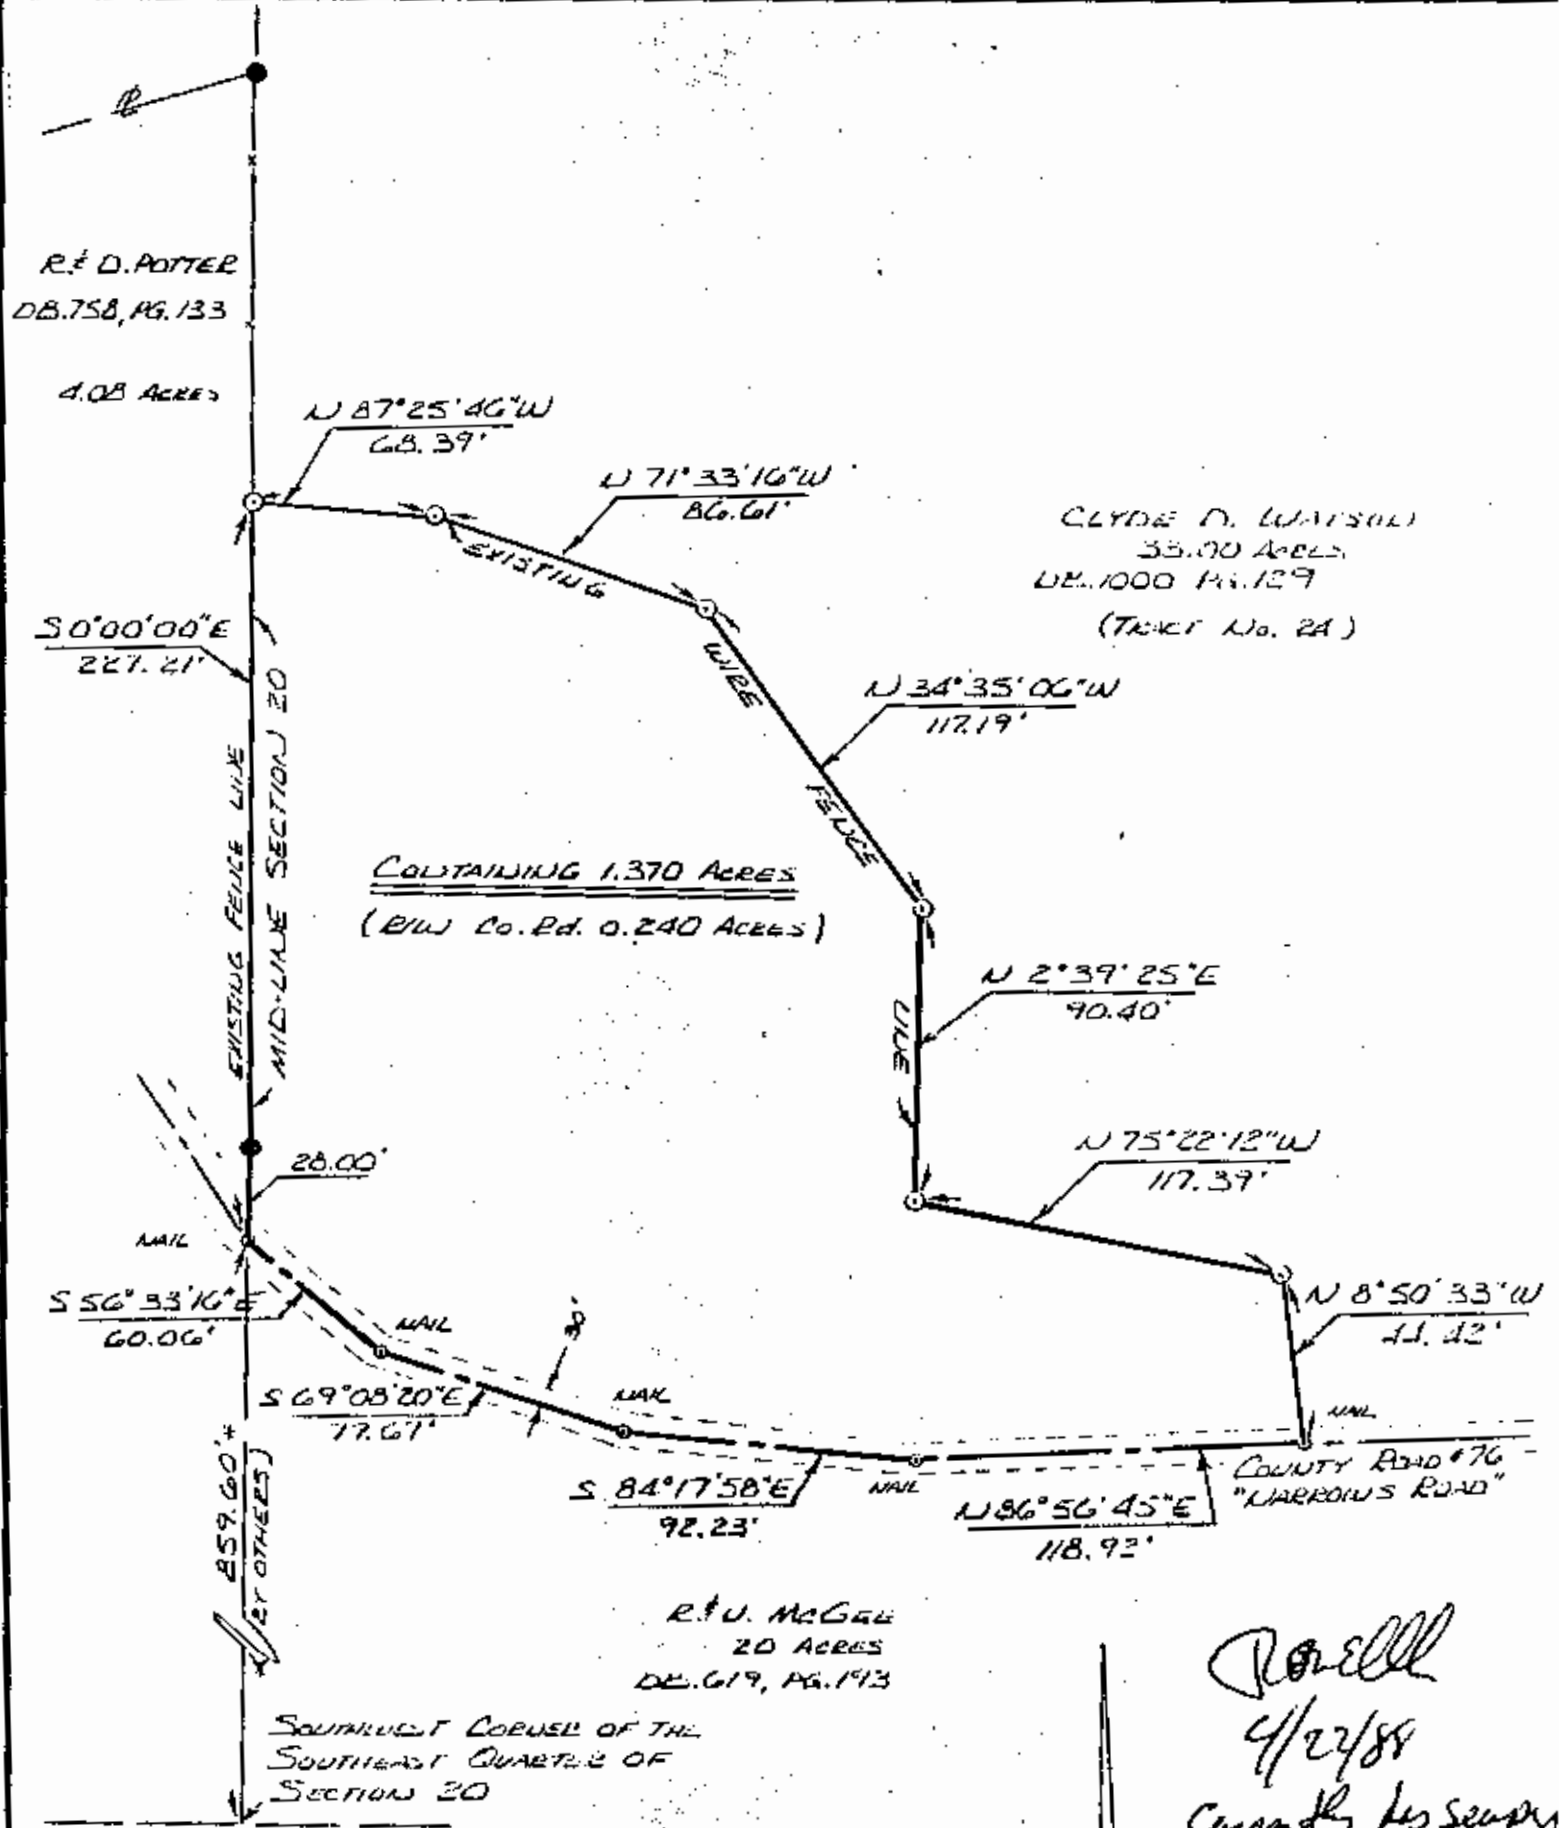 R. & D. POTTER
DB. 758, PG. 133
4.08 ACRES
N 87° 25' 46" W
68.39'
N 71° 33' 16" W
86.61'
EXISTING
WIRE
FENCE
LINE
CLYDE D. WATSON
33.00 ACRES
DB. 1000 PG. 129
(TRACT No. 2A)
S 0° 00' 00" E
227.21'
N 34° 35' 06" W
117.19'
EXISTING FENCE LINE
MID-LINE SECTION 20
CONTAINING 1.370 ACRES
(R/W Co. Rd. 0.240 ACRES)
N 2° 39' 25" E
90.40'
N 75° 22' 12" W
117.39'
28.00'
NAIL
S 56° 33' 16" E
60.06'
NAIL
30'
N 8° 50' 33" W
S 69° 08' 20" E
77.67'
NAIL
NAIL
COUNTY ROAD #76
"NARROWS ROAD"
S 84° 17' 58" E
92.23'
NAIL
N 86° 56' 45" E
859.60'
(BY OTHERS)
R. & V. McGEE
20 ACRES
DB. 619, PG. 193
SOUTHWEST CORNER OF THE
SOUTHEAST QUARTER OF
SECTION 20
4/22/88